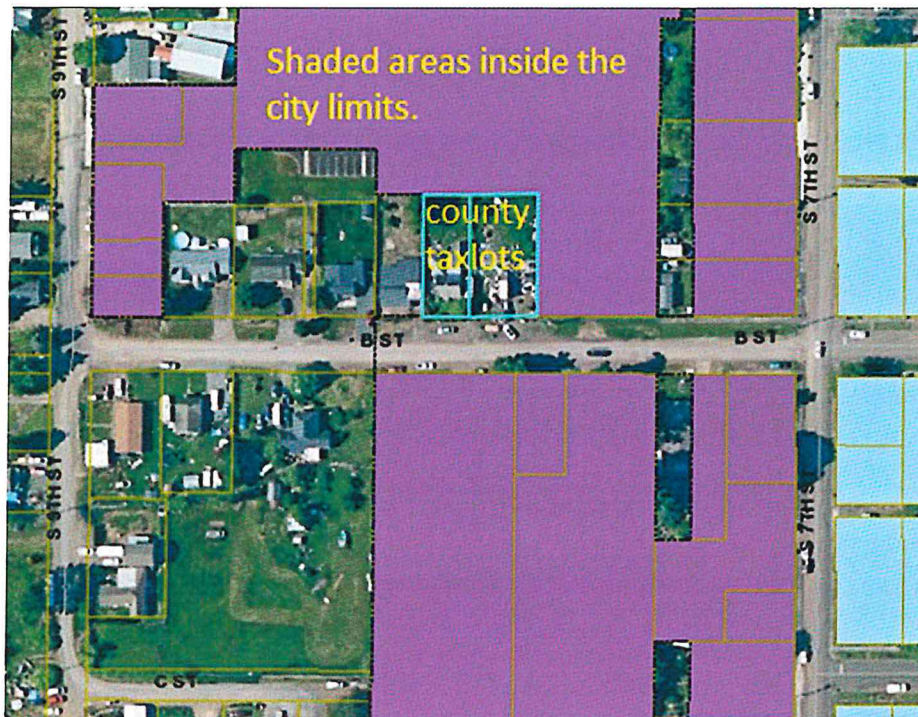 Shaded areas inside the
city limits.
S 9TH ST
S 7TH ST
county
taxlots
B ST
B ST
S 9TH ST
S 7TH ST
C ST